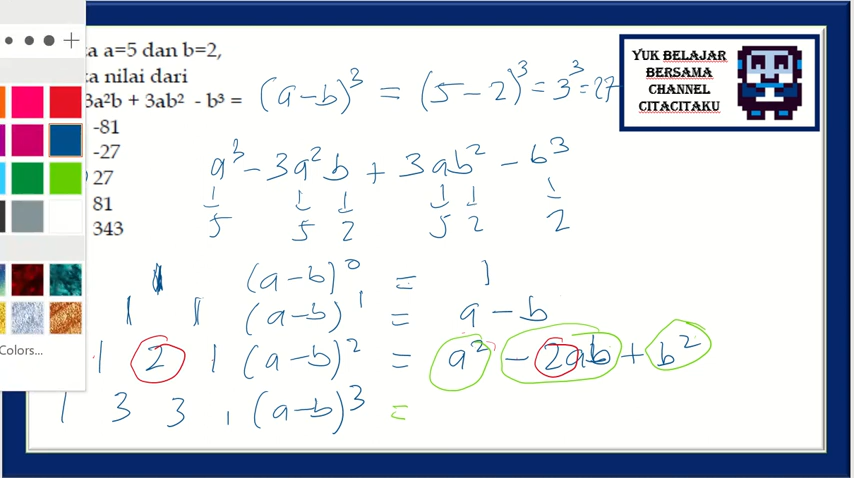 a=5 dan b=2,
nilai dari
3a²b + 3ab² - b³ = (a-b)³ = (5-2)³ = 3³ = 27
-81
-27
27
81
343
YUK BELAJAR
BERSAMA
CHANNEL
CITACITAKU
a³ - 3a²b + 3ab² - b³
5 5 2 5 2 2
1 (a-b)⁰ = 1
1 1 (a-b)¹ = a - b
1 2 1 (a-b)² = a² - 2ab + b²
1 3 3 1 (a-b)³ =
Colors...